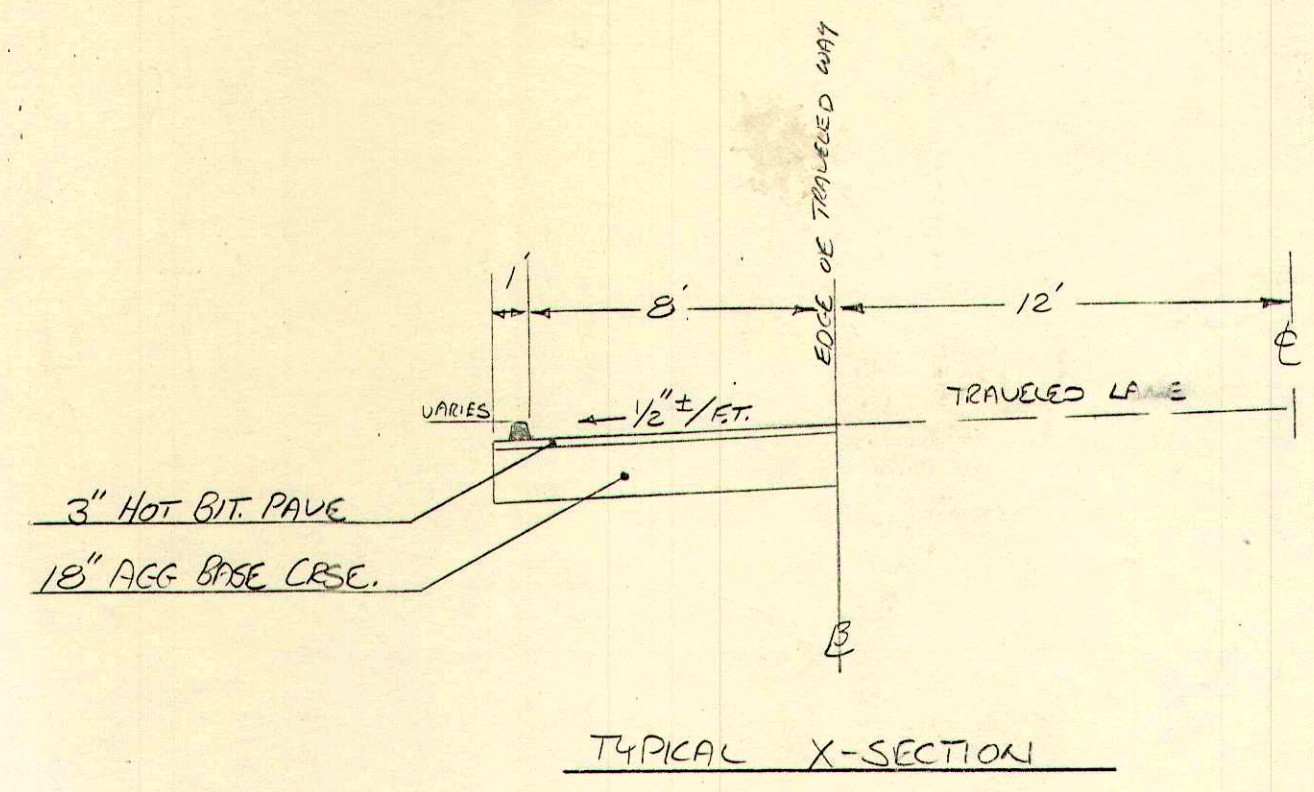 EDGE OF TRAVELED WAY
1'
8'
12'
℄
TRAVELED LANE
VARIES
1/2" ± / FT.
3" HOT BIT. PAVE
18" AGG BASE CRSE.
BL
TYPICAL X-SECTION